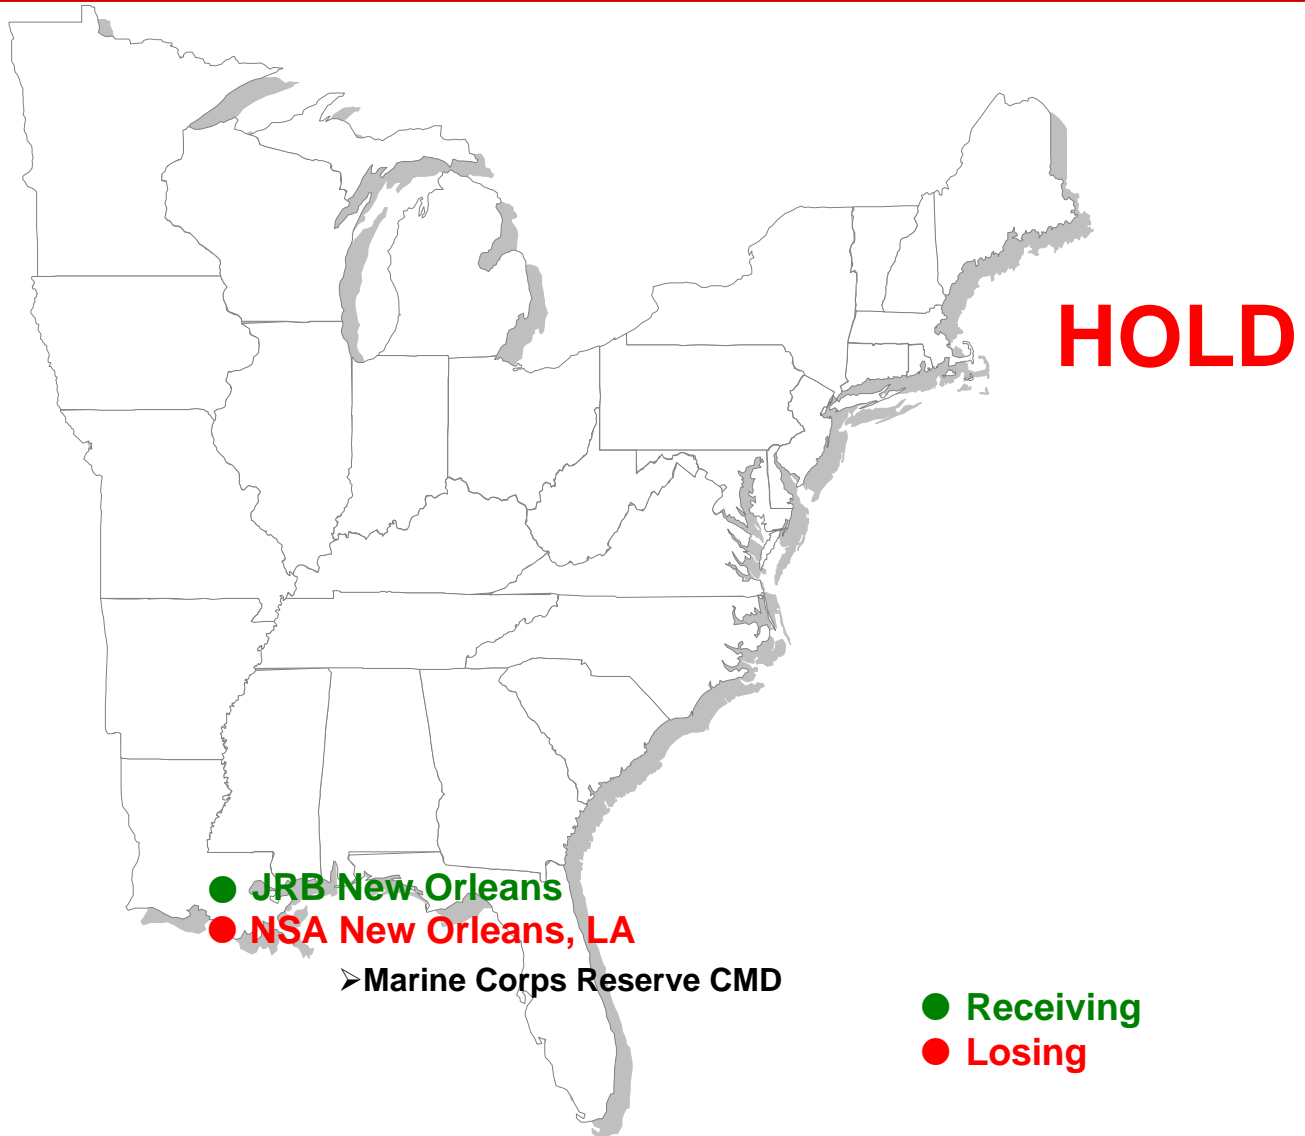 HOLD
JRB New Orleans
NSA New Orleans, LA
➢Marine Corps Reserve CMD
Receiving
Losing